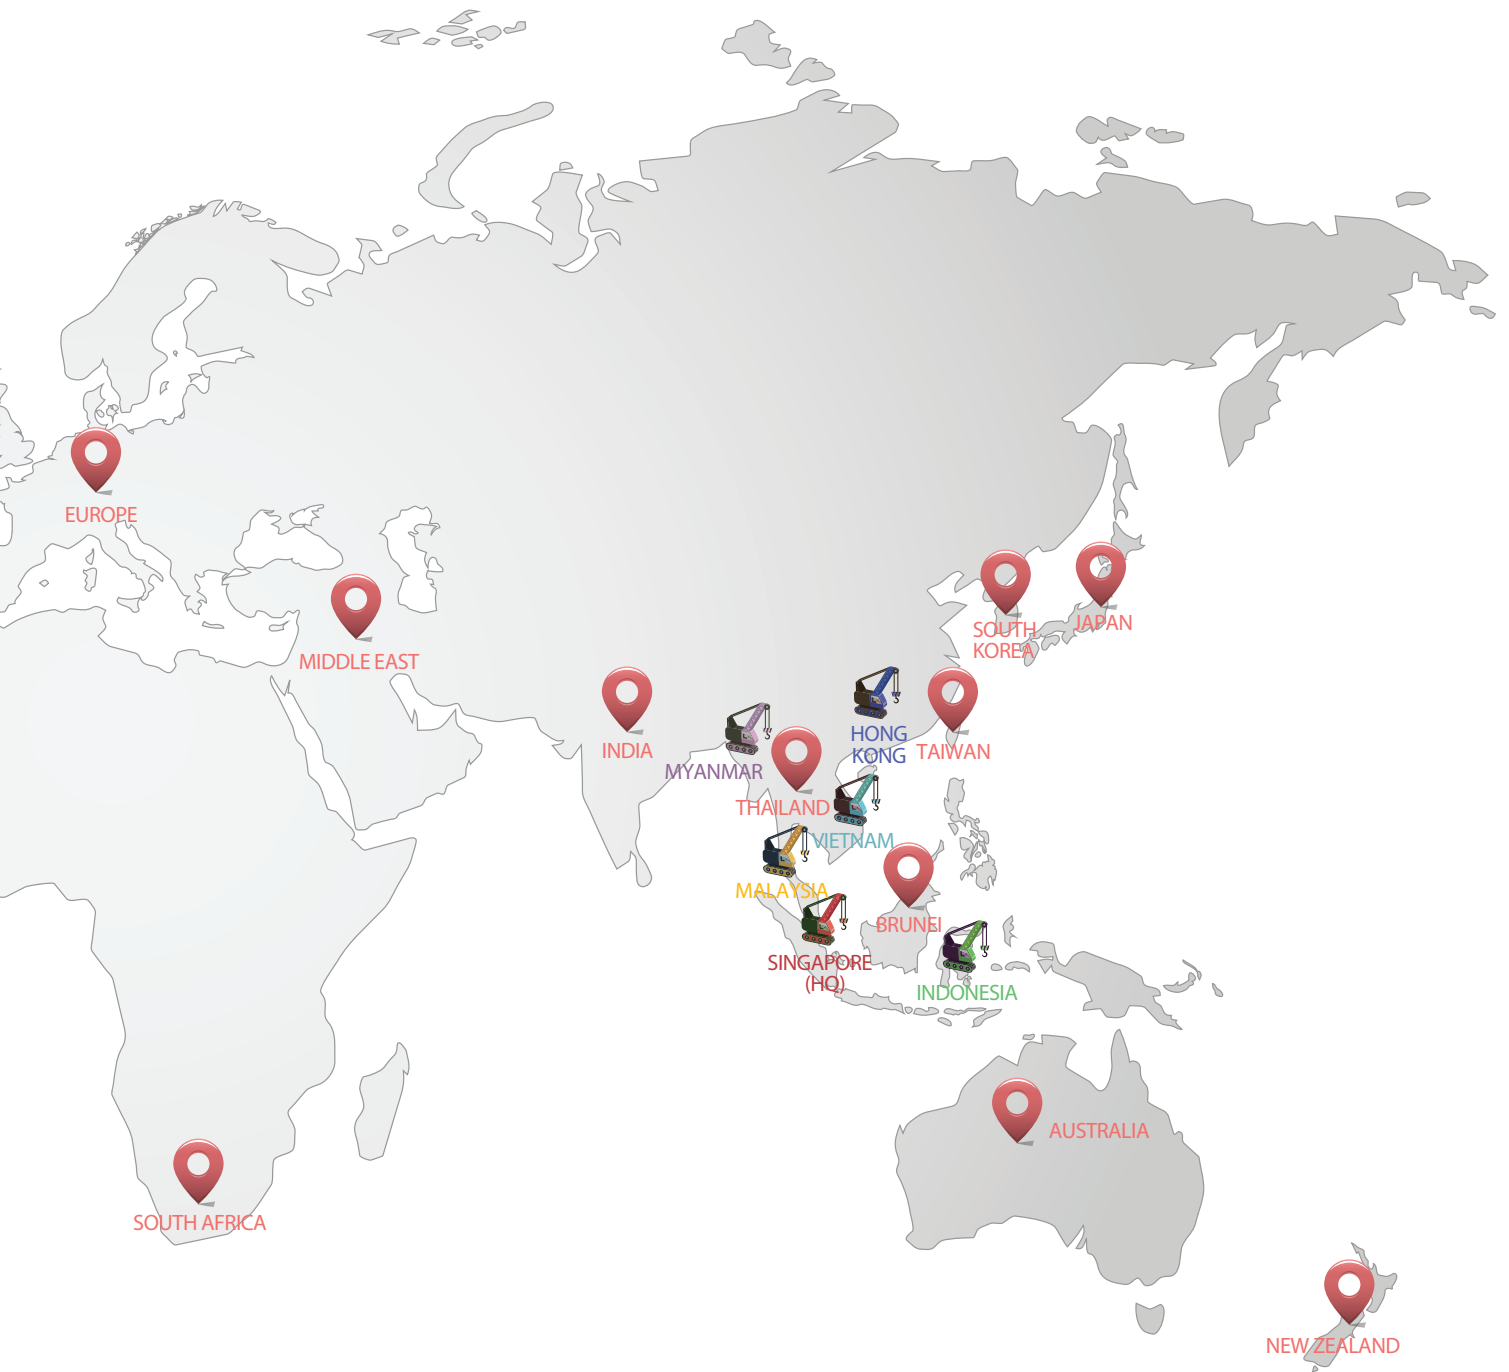 EUROPE
SOUTH
KOREA
JAPAN
MIDDLE EAST
HONG
KONG
INDIA
TAIWAN
MYANMAR
THAILAND
VIETNAM
MALAYSIA
BRUNEI
SINGAPORE
(HQ)
INDONESIA
AUSTRALIA
SOUTH AFRICA
NEW ZEALAND